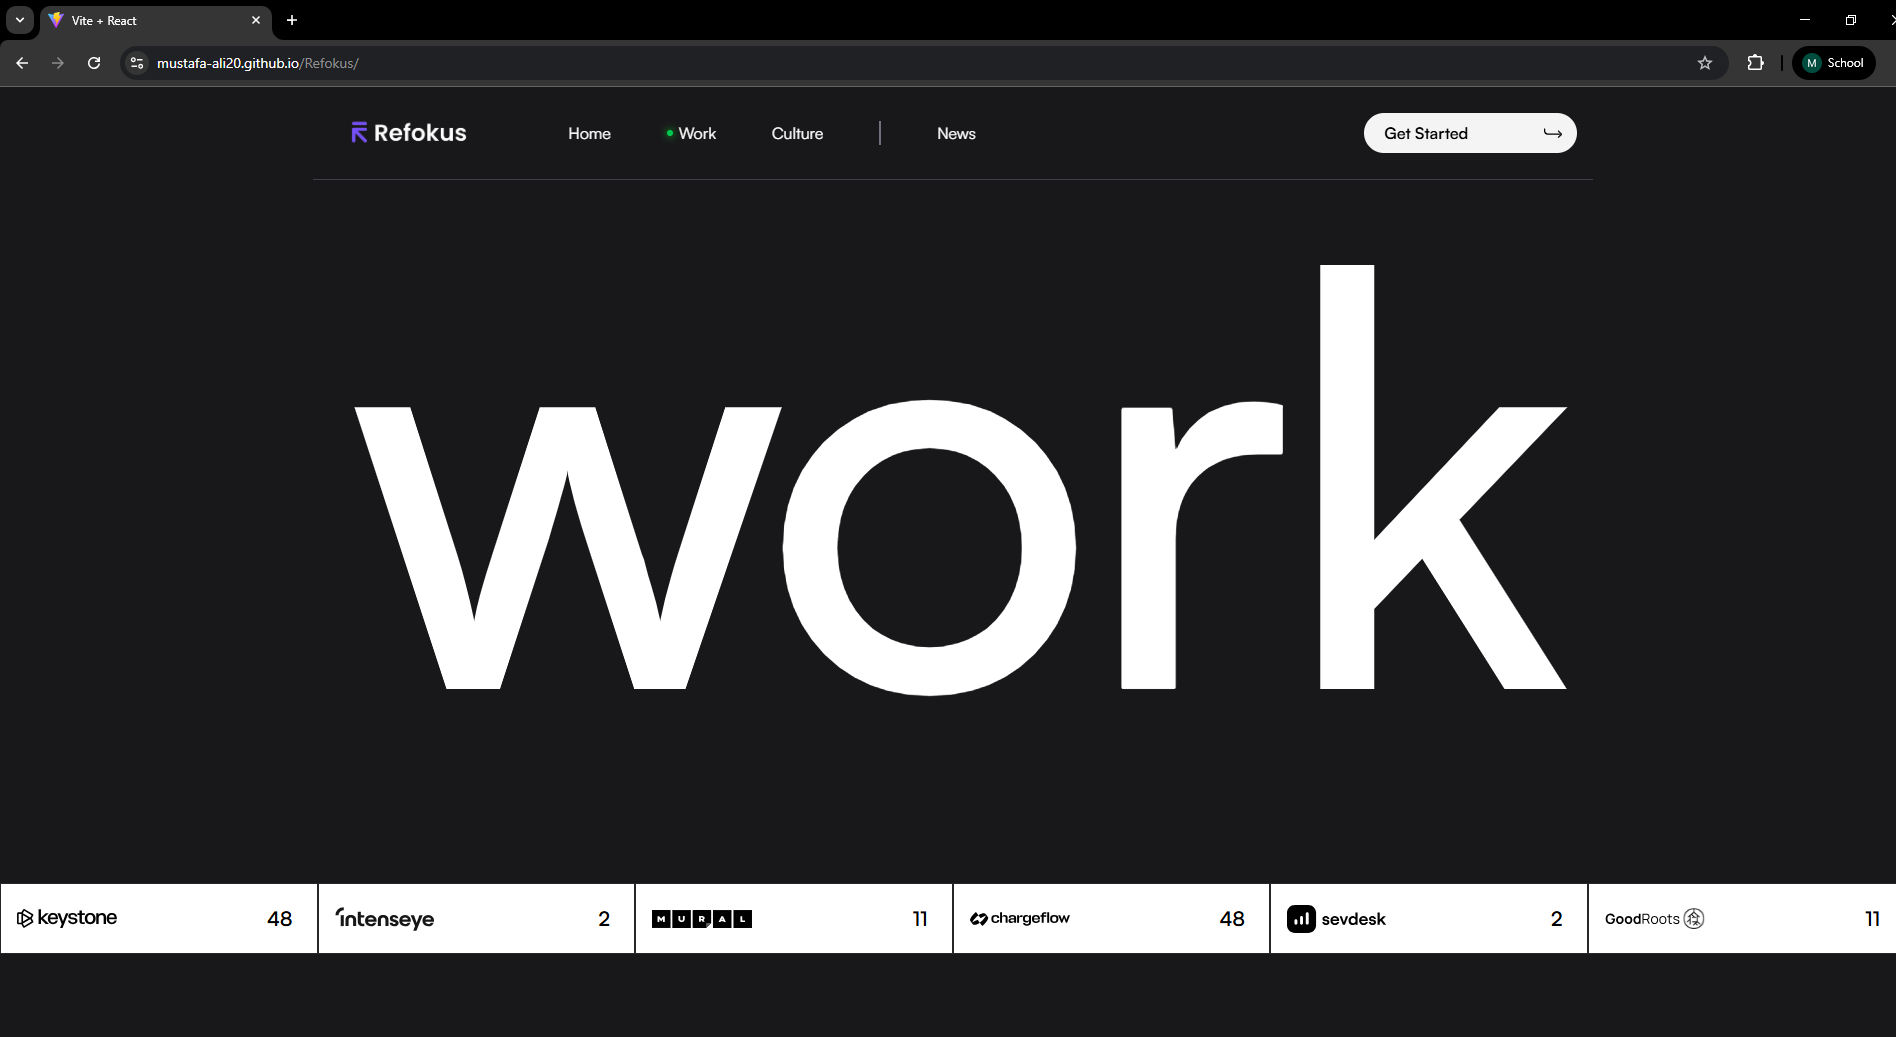 Vite + React
mustafa-ali20.github.io/Refokus/
M School
Refokus Home Work Culture News Get Started
work
keystone 48 intenseye 2 MURAL 11 chargeflow 48 sevdesk 2 GoodRoots 11